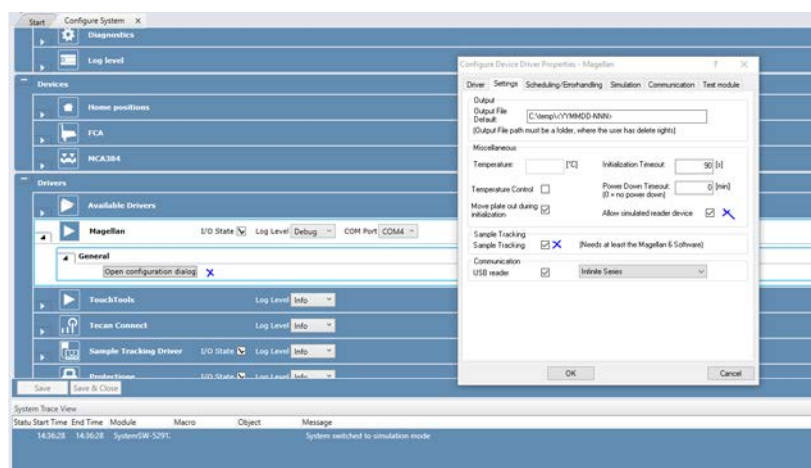 Start Configure System X
Diagnostics
Log level
Devices
Home positions
FCA
MCA384
Drivers
Available Drivers
Magellan I/O State Log Level Debug COM Port COM4
General
Open configuration dialog
TouchTools Log Level Info
Tecan Connect Log Level Info
Sample Tracking Driver I/O State Log Level Info
Protections I/O State Log Level Info
Save Save & Close
Configure Device Driver Properties - Magellan ? X
Driver Settings Scheduling/Errorhandling Simulation Communication Test module
Output
Output File
Default: C:\temp\<YYMMDD-NNN>
(Output File path must be a folder, where the user has delete rights)
Miscellaneous
Temperature: [°C] Initialization Timeout: 90 [s]
Temperature Control Power Down Timeout: 0 [min]
(0 = no power down)
Move plate out during
initialization Allow simulated reader device
Sample Tracking
Sample Tracking (Needs at least the Magellan 6 Software)
Communication
USB reader Infinite Series
OK Cancel
System Trace View
Statu Start Time End Time Module Macro Object Message
14:36:28 14:36:28 System switched to simulation mode